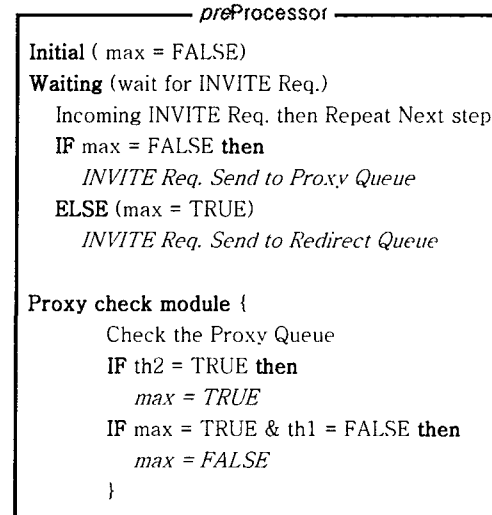 preProcessor
Initial ( max = FALSE)
Waiting (wait for INVITE Req.)
Incoming INVITE Req. then Repeat Next step
IF max = FALSE then
INVITE Req. Send to Proxy Queue
ELSE (max = TRUE)
INVITE Req. Send to Redirect Queue
Proxy check module {
Check the Proxy Queue
IF th2 = TRUE then
max = TRUE
IF max = TRUE & th1 = FALSE then
max = FALSE
}